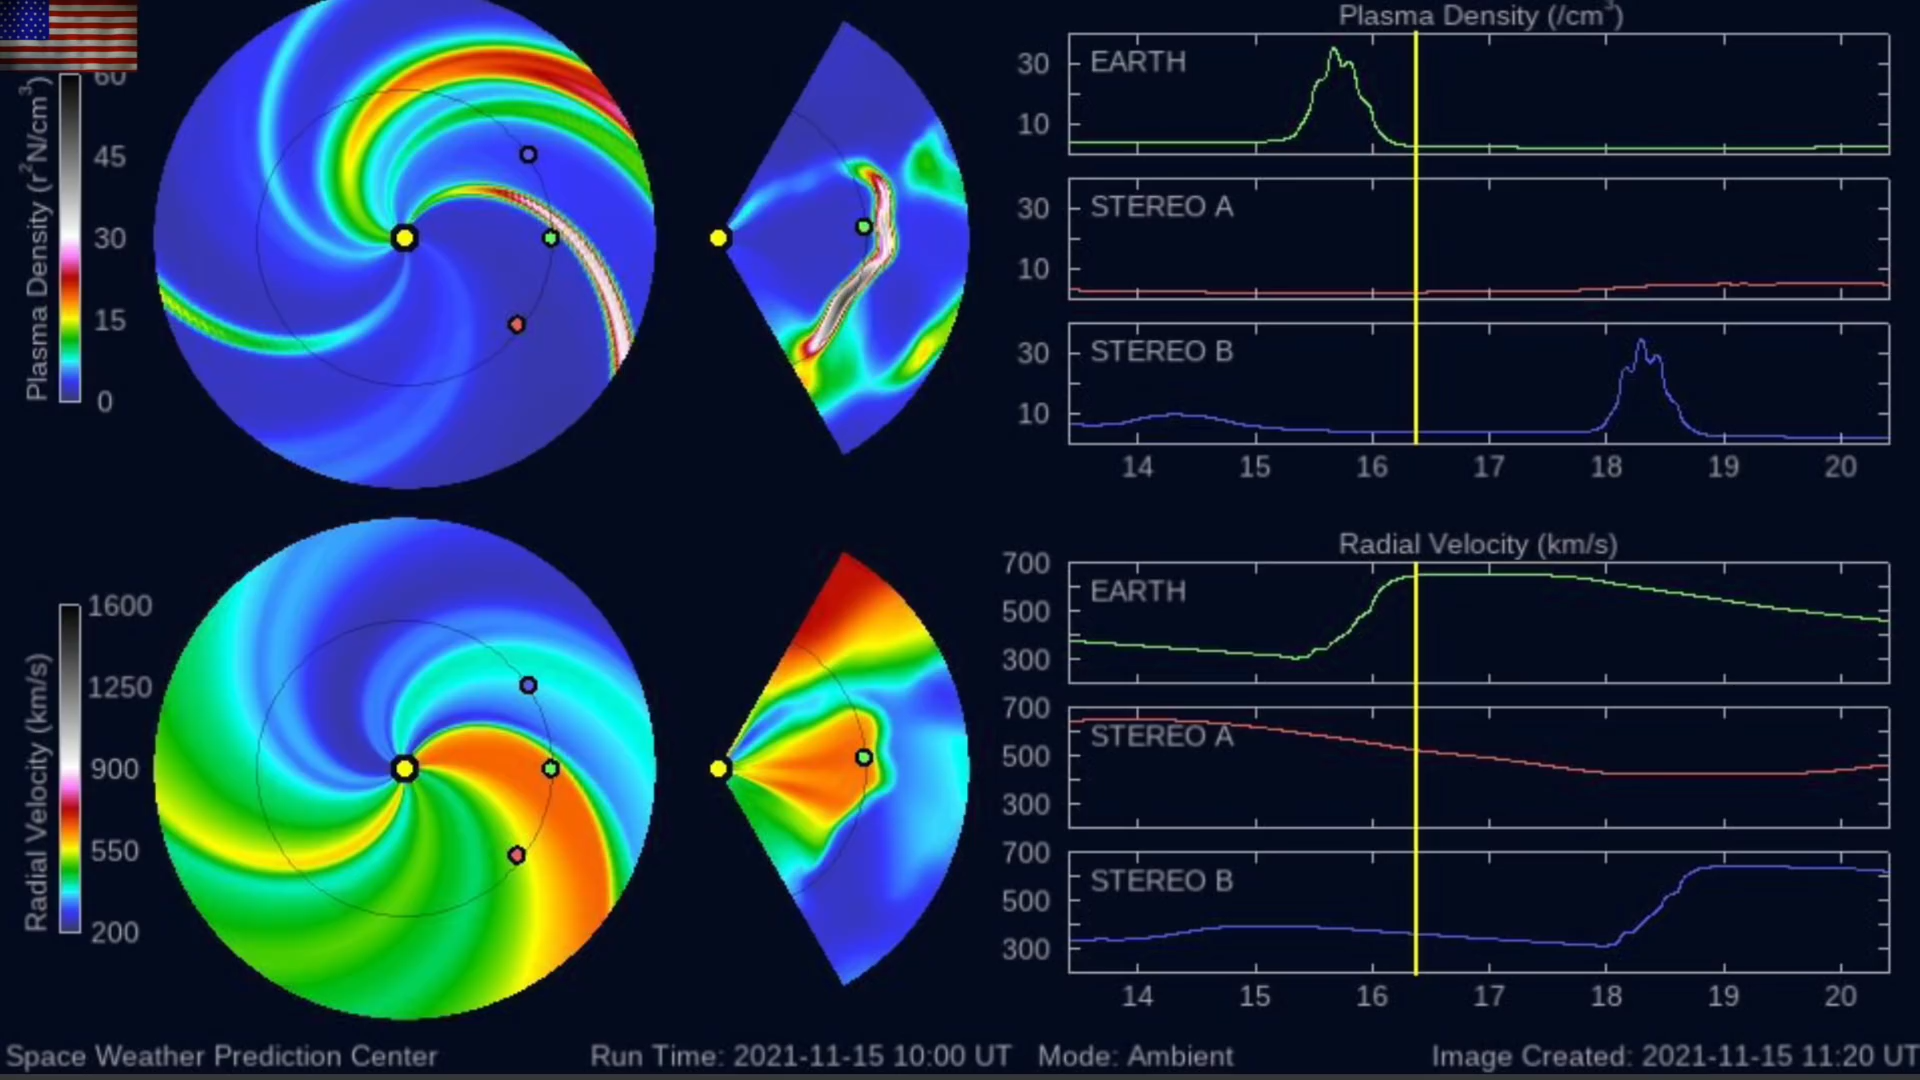 Plasma Density (/cm³)
60
45
30
15
0
Plasma Density (r²N/cm³)
EARTH
30
10
STEREO A
30
10
STEREO B
30
10
14 15 16 17 18 19 20
Radial Velocity (km/s)
1600
1250
900
550
200
Radial Velocity (km/s)
EARTH
700
500
300
STEREO A
700
500
300
STEREO B
700
500
300
14 15 16 17 18 19 20
Space Weather Prediction Center Run Time: 2021-11-15 10:00 UT Mode: Ambient Image Created: 2021-11-15 11:20 UT